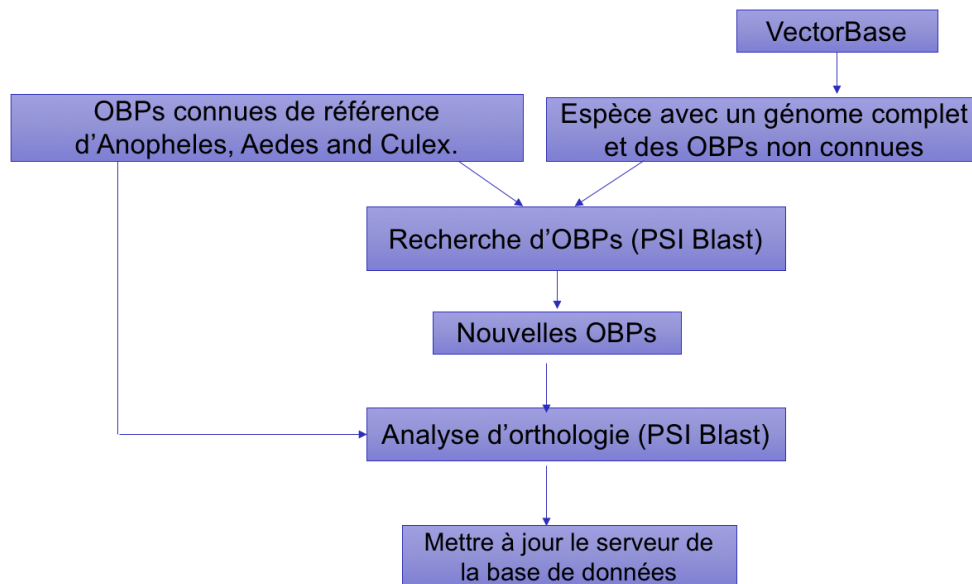 VectorBase
OBPs connues de référence
d’Anopheles, Aedes and Culex.
Espèce avec un génome complet
et des OBPs non connues
Recherche d’OBPs (PSI Blast)
Nouvelles OBPs
Analyse d’orthologie (PSI Blast)
Mettre à jour le serveur de
la base de données